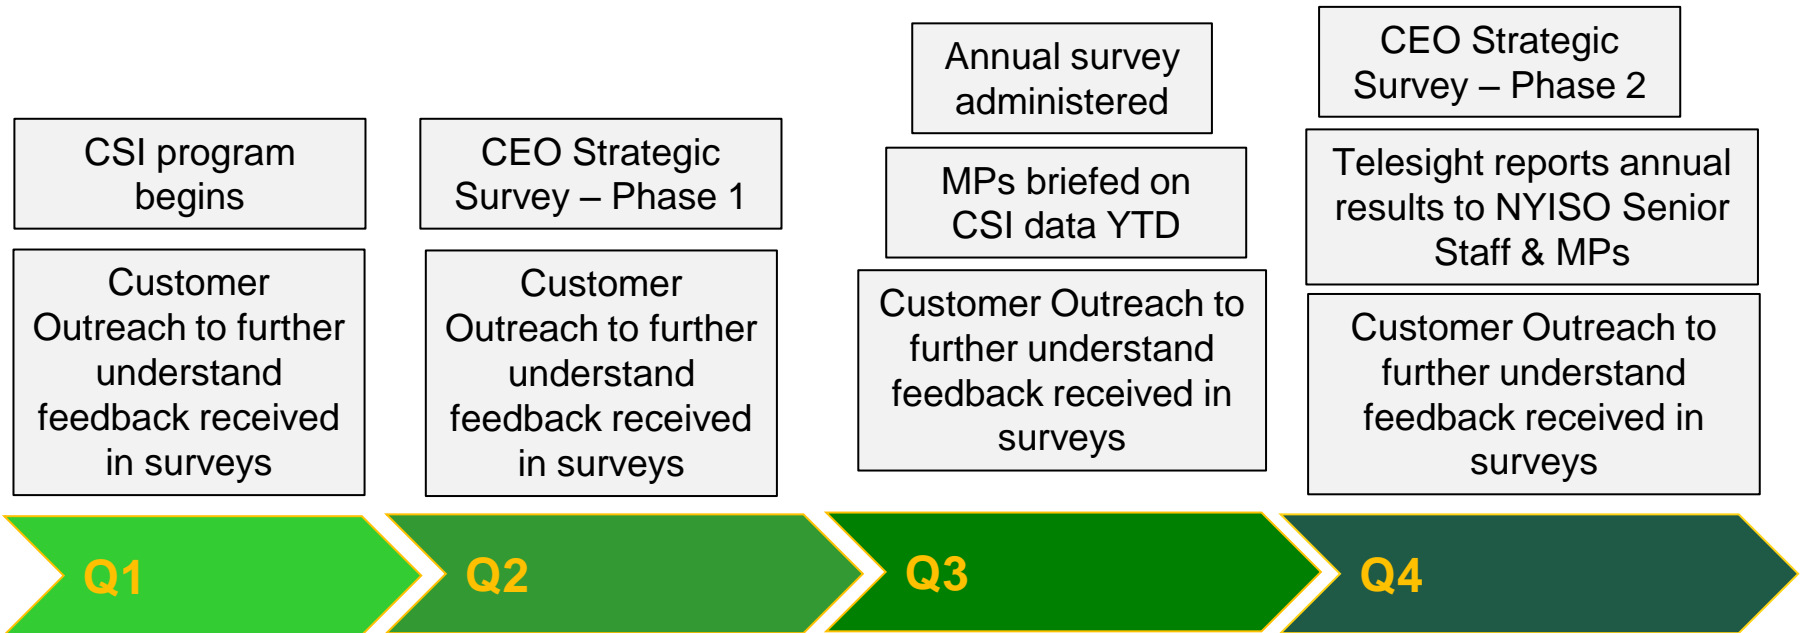 CSI program
begins
Customer
Outreach to further
understand
feedback received
in surveys
Q1
CEO Strategic
Survey – Phase 1
Customer
Outreach to further
understand
feedback received
in surveys
Q2
Annual survey
administered
MPs briefed on
CSI data YTD
Customer Outreach to
further understand
feedback received in
surveys
Q3
CEO Strategic
Survey – Phase 2
Telesight reports annual
results to NYISO Senior
Staff & MPs
Customer Outreach to
further understand
feedback received in
surveys
Q4